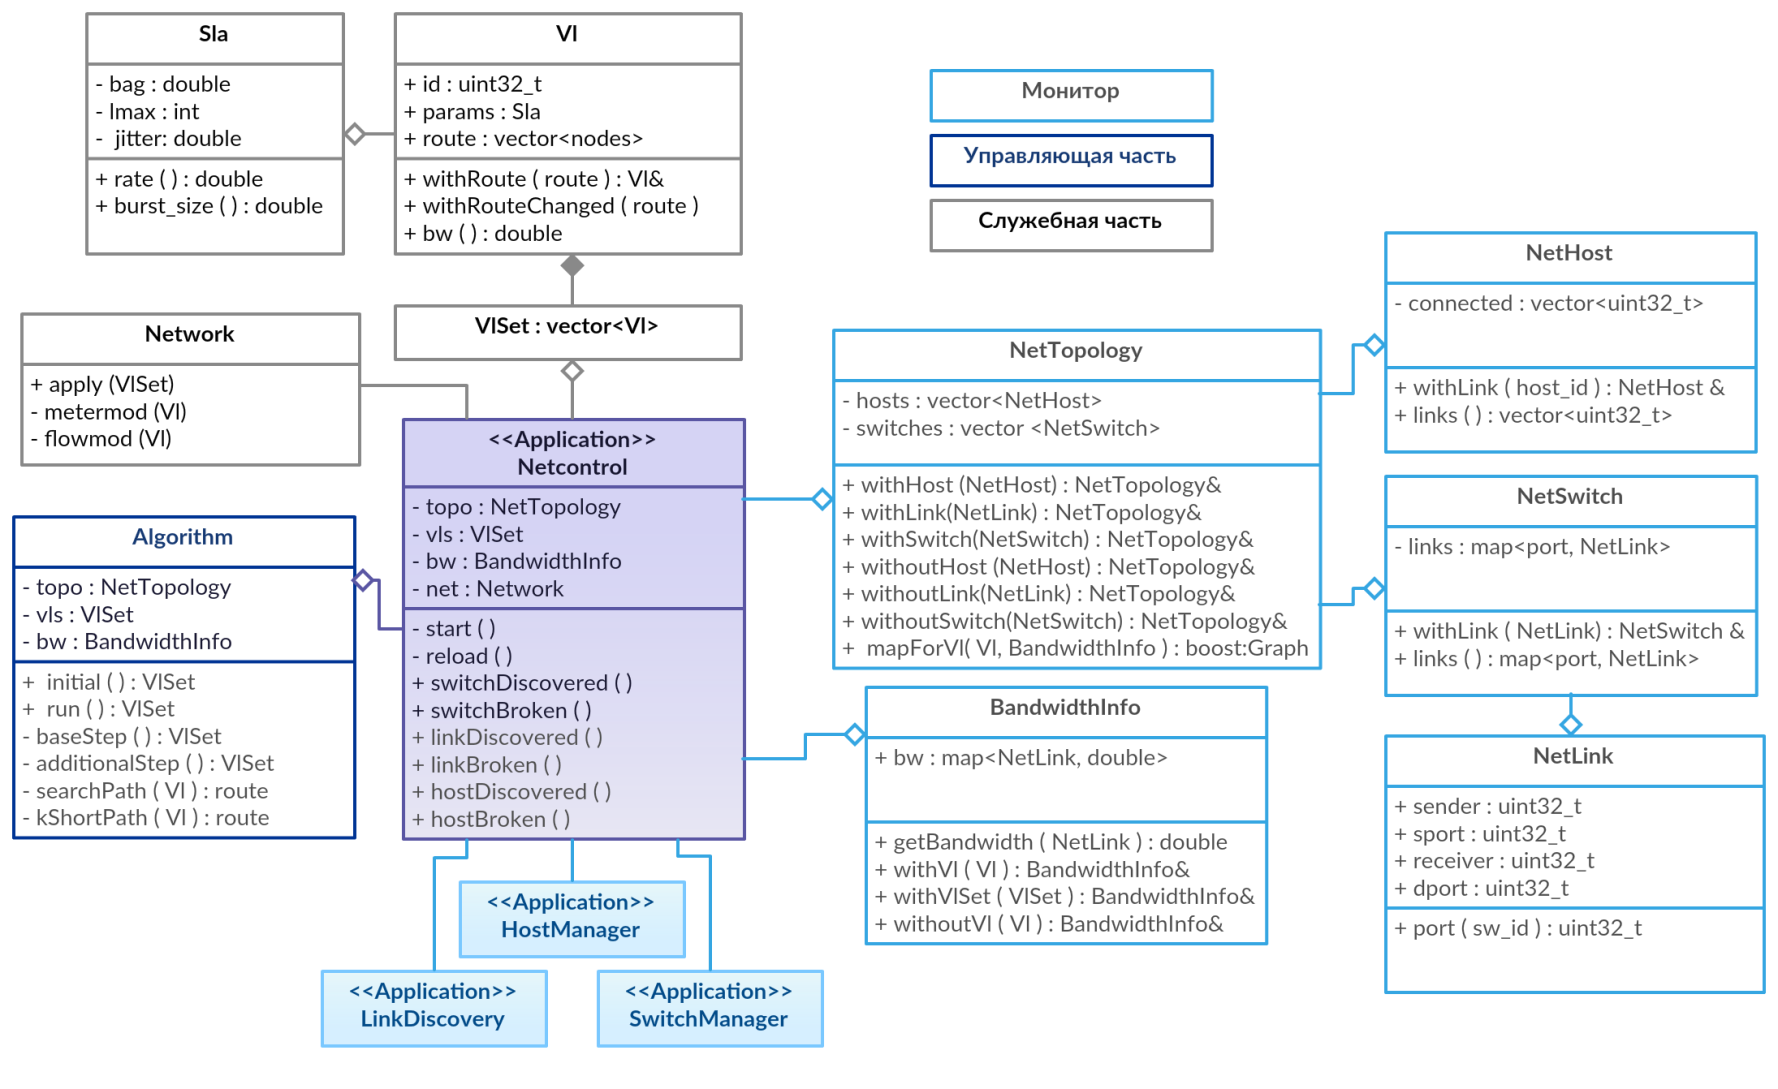 Sla
- bag : double
- lmax : int
- jitter: double
+ rate ( ) : double
+ burst_size ( ) : double
Vl
+ id : uint32_t
+ params : Sla
+ route : vector<nodes>
+ withRoute ( route ) : Vl&
+ withRouteChanged ( route )
+ bw ( ) : double
Монитор
Управляющая часть
Служебная часть
VlSet : vector<Vl>
Network
+ apply (VlSet)
- metermod (Vl)
- flowmod (Vl)
<<Application>>
Netcontrol
- topo : NetTopology
- vls : VlSet
- bw : BandwidthInfo
- net : Network
- start ( )
- reload ( )
+ switchDiscovered ( )
+ switchBroken ( )
+ linkDiscovered ( )
+ linkBroken ( )
+ hostDiscovered ( )
+ hostBroken ( )
Algorithm
- topo : NetTopology
- vls : VlSet
- bw : BandwidthInfo
+ initial ( ) : VlSet
+ run ( ) : VlSet
- baseStep ( ) : VlSet
- additionalStep ( ) : VlSet
- searchPath ( Vl ) : route
- kShortPath ( Vl ) : route
<<Application>>
HostManager
<<Application>>
LinkDiscovery
<<Application>>
SwitchManager
NetTopology
- hosts : vector<NetHost>
- switches : vector <NetSwitch>
+ withHost (NetHost) : NetTopology&
+ withLink(NetLink) : NetTopology&
+ withSwitch(NetSwitch) : NetTopology&
+ withoutHost (NetHost) : NetTopology&
+ withoutLink(NetLink) : NetTopology&
+ withoutSwitch(NetSwitch) : NetTopology&
+ mapForVl( Vl, BandwidthInfo ) : boost:Graph
BandwidthInfo
+ bw : map<NetLink, double>
+ getBandwidth ( NetLink ) : double
+ withVl ( Vl ) : BandwidthInfo&
+ withVlSet ( VlSet ) : BandwidthInfo&
+ withoutVl ( Vl ) : BandwidthInfo&
NetHost
- connected : vector<uint32_t>
+ withLink ( host_id ) : NetHost &
+ links ( ) : vector<uint32_t>
NetSwitch
- links : map<port, NetLink>
+ withLink ( NetLink) : NetSwitch &
+ links ( ) : map<port, NetLink>
NetLink
+ sender : uint32_t
+ sport : uint32_t
+ receiver : uint32_t
+ dport : uint32_t
+ port ( sw_id ) : uint32_t